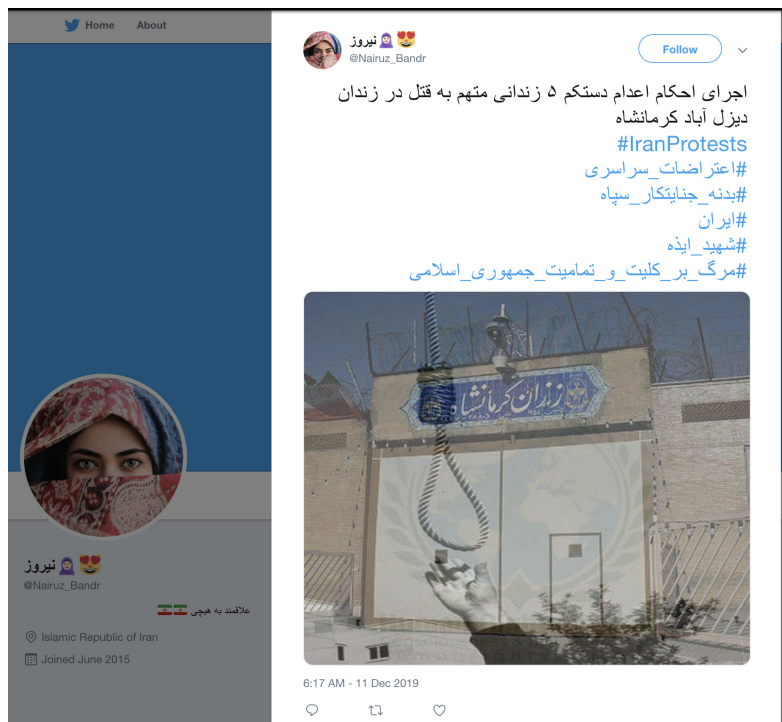 Home About
😍🧕🏻 نیروز
@Nairuz_Bandr
علاقمند به هیچی 🇮🇷🇮🇷
Islamic Republic of Iran
Joined June 2015
😍🧕🏻 نیروز
@Nairuz_Bandr
Follow
اجرای احکام اعدام دستکم ۵ زندانی متهم به قتل در زندان
دیزل آباد کرمانشاه
#IranProtests
#اعتراضات_سراسری
#بدنه_جنایتکار_سپاه
#ایران
#شهید_ایذه
#مرگ_بر_کلیت_و_تمامیت_جمهوری_اسلامی
زندان کرمانشاه
6:17 AM - 11 Dec 2019